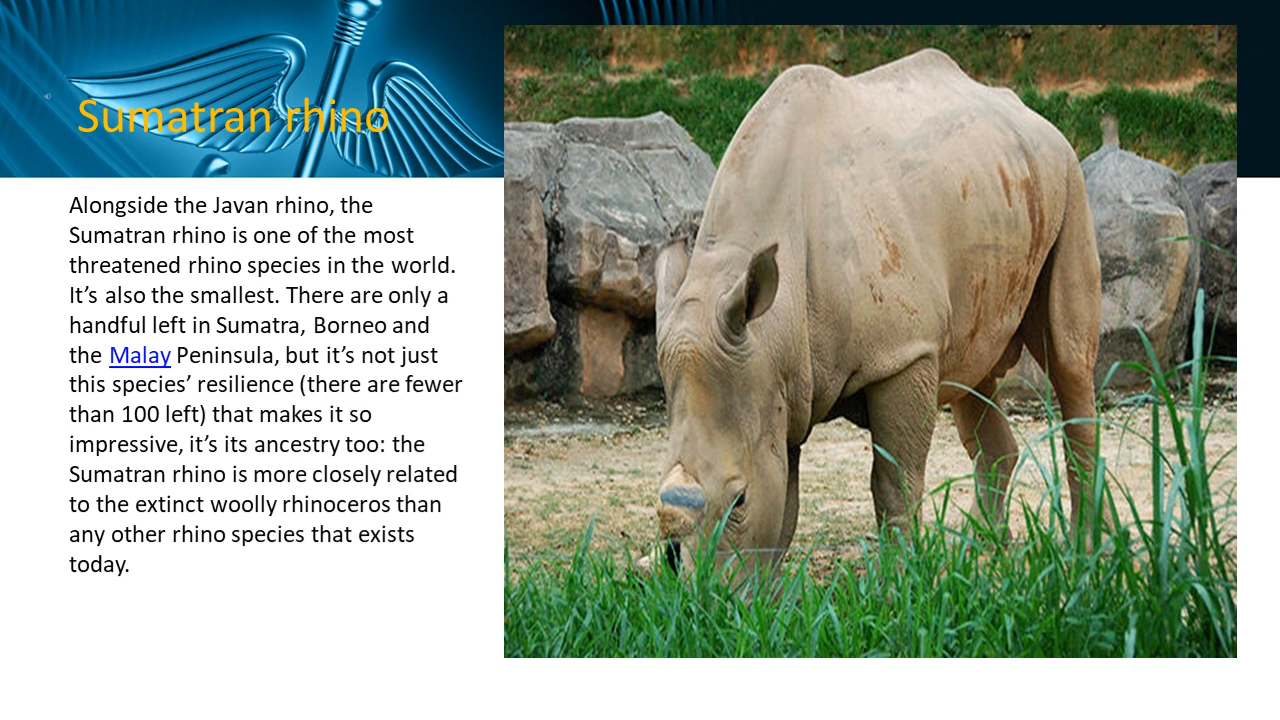 Sumatran rhino
Alongside the Javan rhino, the
Sumatran rhino is one of the most
threatened rhino species in the world.
It’s also the smallest. There are only a
handful left in Sumatra, Borneo and
the Malay Peninsula, but it’s not just
this species’ resilience (there are fewer
than 100 left) that makes it so
impressive, it’s its ancestry too: the
Sumatran rhino is more closely related
to the extinct woolly rhinoceros than
any other rhino species that exists
today.